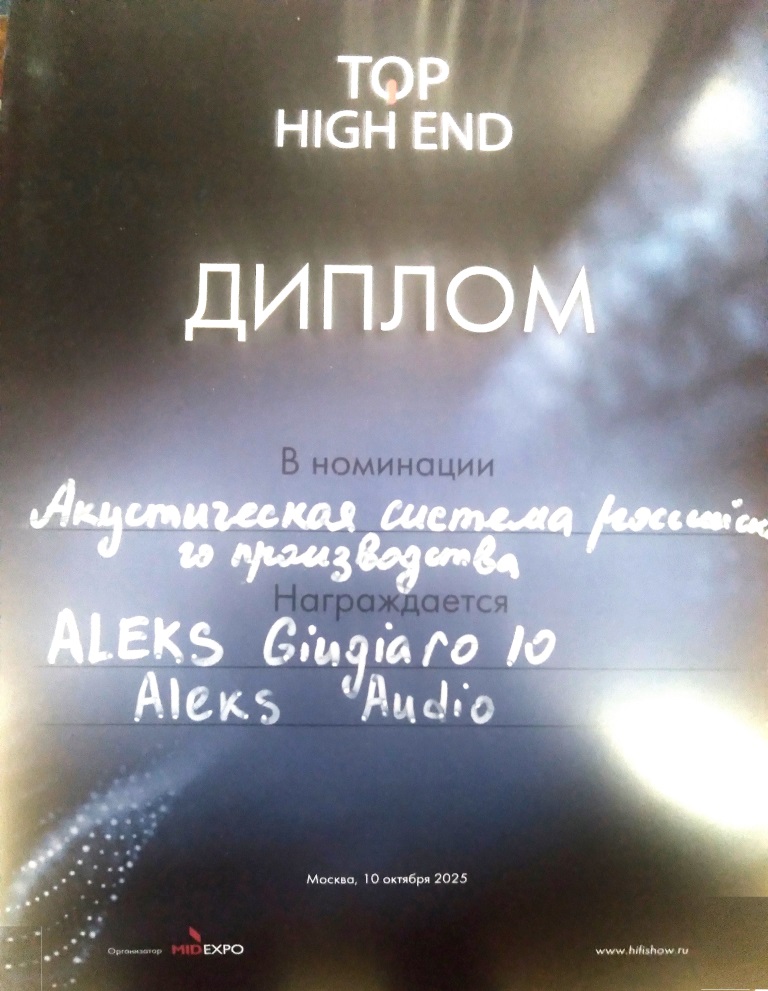 TOP
HIGH END
ДИПЛОМ
В номинации
Акустическая система российско
го производства
Награждается
ALEKS Giugiaro 10
Aleks Audio
Москва, 10 октября 2025
Организатор MIDEXPO
www.hifishow.ru